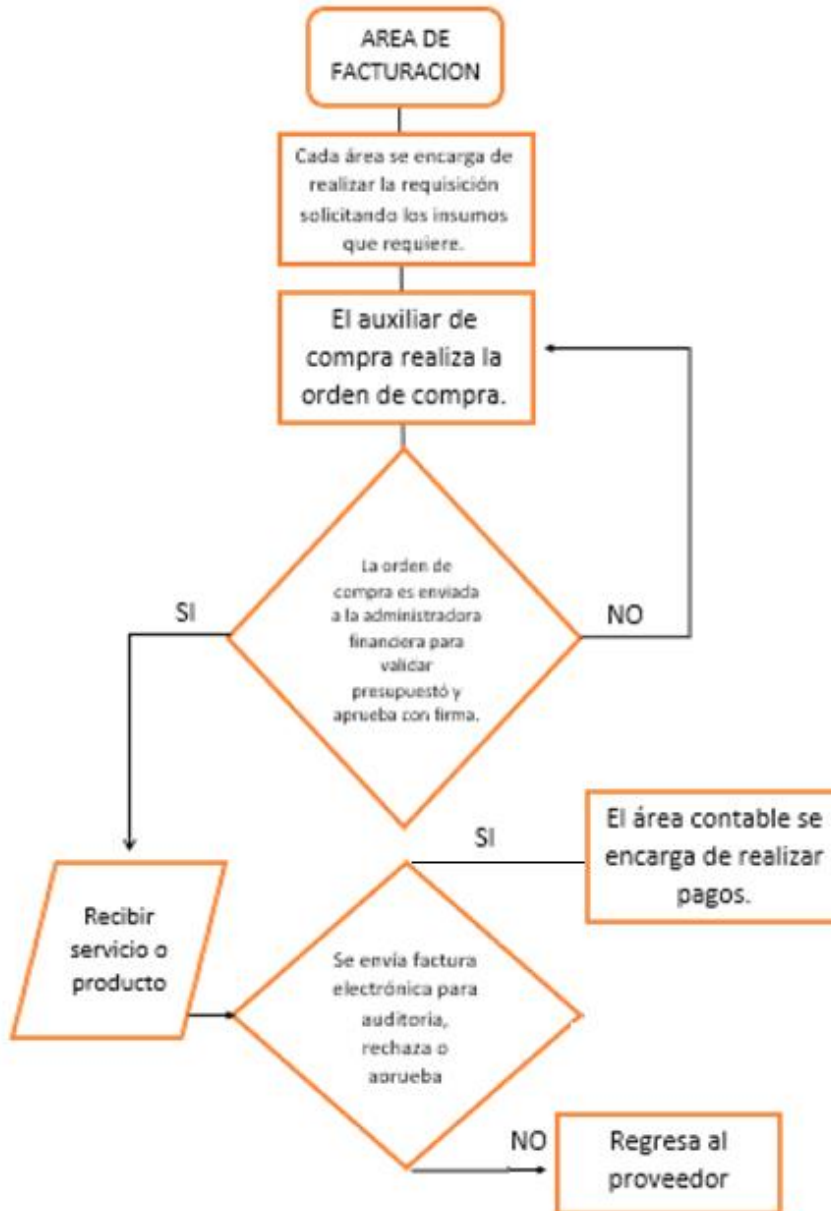 AREA DE
FACTURACION
Cada área se encarga de
realizar la requisición
solicitando los insumos
que requiere.
El auxiliar de
compra realiza la
orden de compra.
La orden de
compra es enviada
a la administradora
financiera para
validar
presupuestó y
aprueba con firma.
SI
NO
Recibir
servicio o
producto
Se envía factura
electrónica para
auditoria,
rechaza o
aprueba
SI
El área contable se
encarga de realizar
pagos.
NO
Regresa al
proveedor